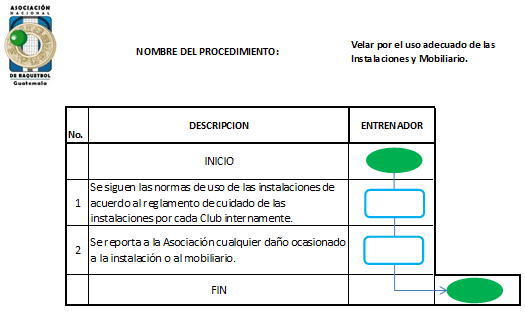 ASOCIACIÓN
NACIONAL
DE RAQUETBOL
Guatemala
NOMBRE DEL PROCEDIMIENTO:
Velar por el uso adecuado de las
Instalaciones y Mobiliario.
No.
DESCRIPCION
ENTRENADOR
INICIO
1
Se siguen las normas de uso de las instalaciones de
acuerdo al reglamento de cuidado de las
instalaciones por cada Club internamente.
2
Se reporta a la Asociación cualquier daño ocasionado
a la instalación o al mobiliario.
FIN